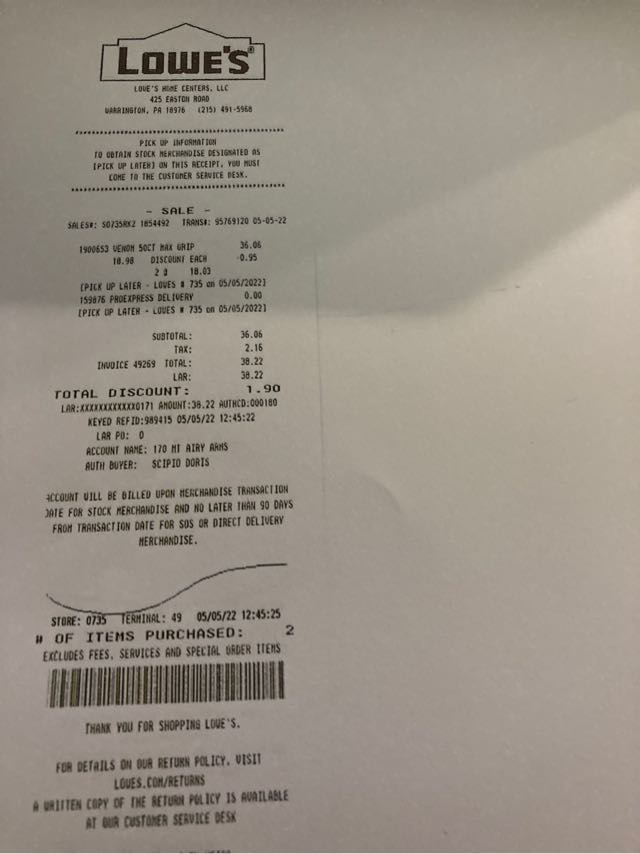 LOWE'S®
LOWE'S HOME CENTERS, LLC
425 EASTON ROAD
WARRINGTON, PA 18976 (215) 491-5968
PICK UP INFORMATION
TO OBTAIN STOCK MERCHANDISE DESIGNATED AS
[PICK UP LATER] ON THIS RECEIPT, YOU MUST
COME TO THE CUSTOMER SERVICE DESK.
- SALE -
SALES#: S0735RK2 1854492 TRANS#: 95769120 05-05-22
1900653 VENOM 50CT MAX GRIP 36.06
18.98 DISCOUNT EACH -0.95
2 @ 18.03
[PICK UP LATER - LOWES # 735 on 05/05/2022]
159876 PROEXPRESS DELIVERY 0.00
[PICK UP LATER - LOWES # 735 on 05/05/2022]
SUBTOTAL: 36.06
TAX: 2.16
INVOICE 49269 TOTAL: 38.22
LAR: 38.22
TOTAL DISCOUNT: 1.90
LAR:XXXXXXXXXXXX0171 AMOUNT:38.22 AUTHCD:000180
KEYED REFID:989415 05/05/22 12:45:22
LAR PO: 0
ACCOUNT NAME: 170 MT AIRY ARMS
AUTH BUYER: SCIPIO DORIS
ACCOUNT WILL BE BILLED UPON MERCHANDISE TRANSACTION
DATE FOR STOCK MERCHANDISE AND NO LATER THAN 90 DAYS
FROM TRANSACTION DATE FOR SOS OR DIRECT DELIVERY
MERCHANDISE.
STORE: 0735 TERMINAL: 49 05/05/22 12:45:25
# OF ITEMS PURCHASED: 2
EXCLUDES FEES, SERVICES AND SPECIAL ORDER ITEMS
THANK YOU FOR SHOPPING LOWE'S.
FOR DETAILS ON OUR RETURN POLICY, VISIT
LOWES.COM/RETURNS
A WRITTEN COPY OF THE RETURN POLICY IS AVAILABLE
AT OUR CUSTOMER SERVICE DESK